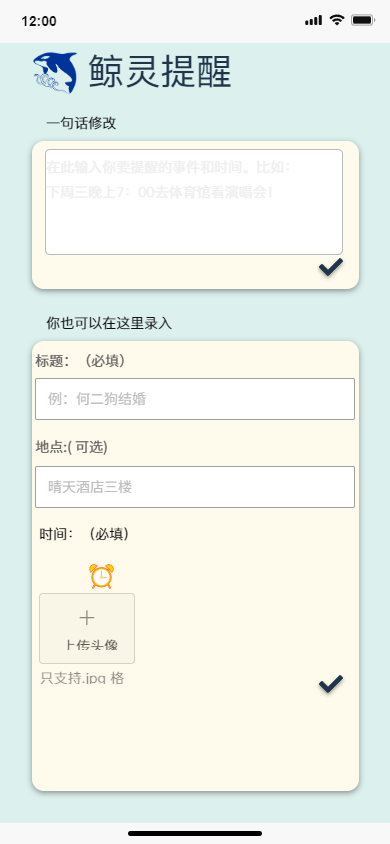 12:00
鲸灵提醒
一句话修改
在此输入你要提醒的事件和时间。比如：
下周三晚上7：00去体育馆看演唱会！
你也可以在这里录入
标题：（必填）
例：何二狗结婚
地点:( 可选)
晴天酒店三楼
时间：（必填）
上传头像
只支持.jpg 格